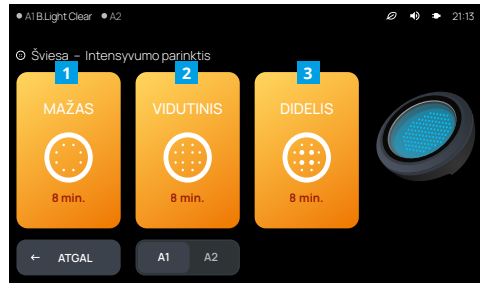 A1 B.Light Clear A2 21:13
Šviesa – Intensyvumo parinktis
1 2 3
MAŽAS VIDUTINIS DIDELIS
8 min. 8 min. 8 min.
← ATGAL A1 A2